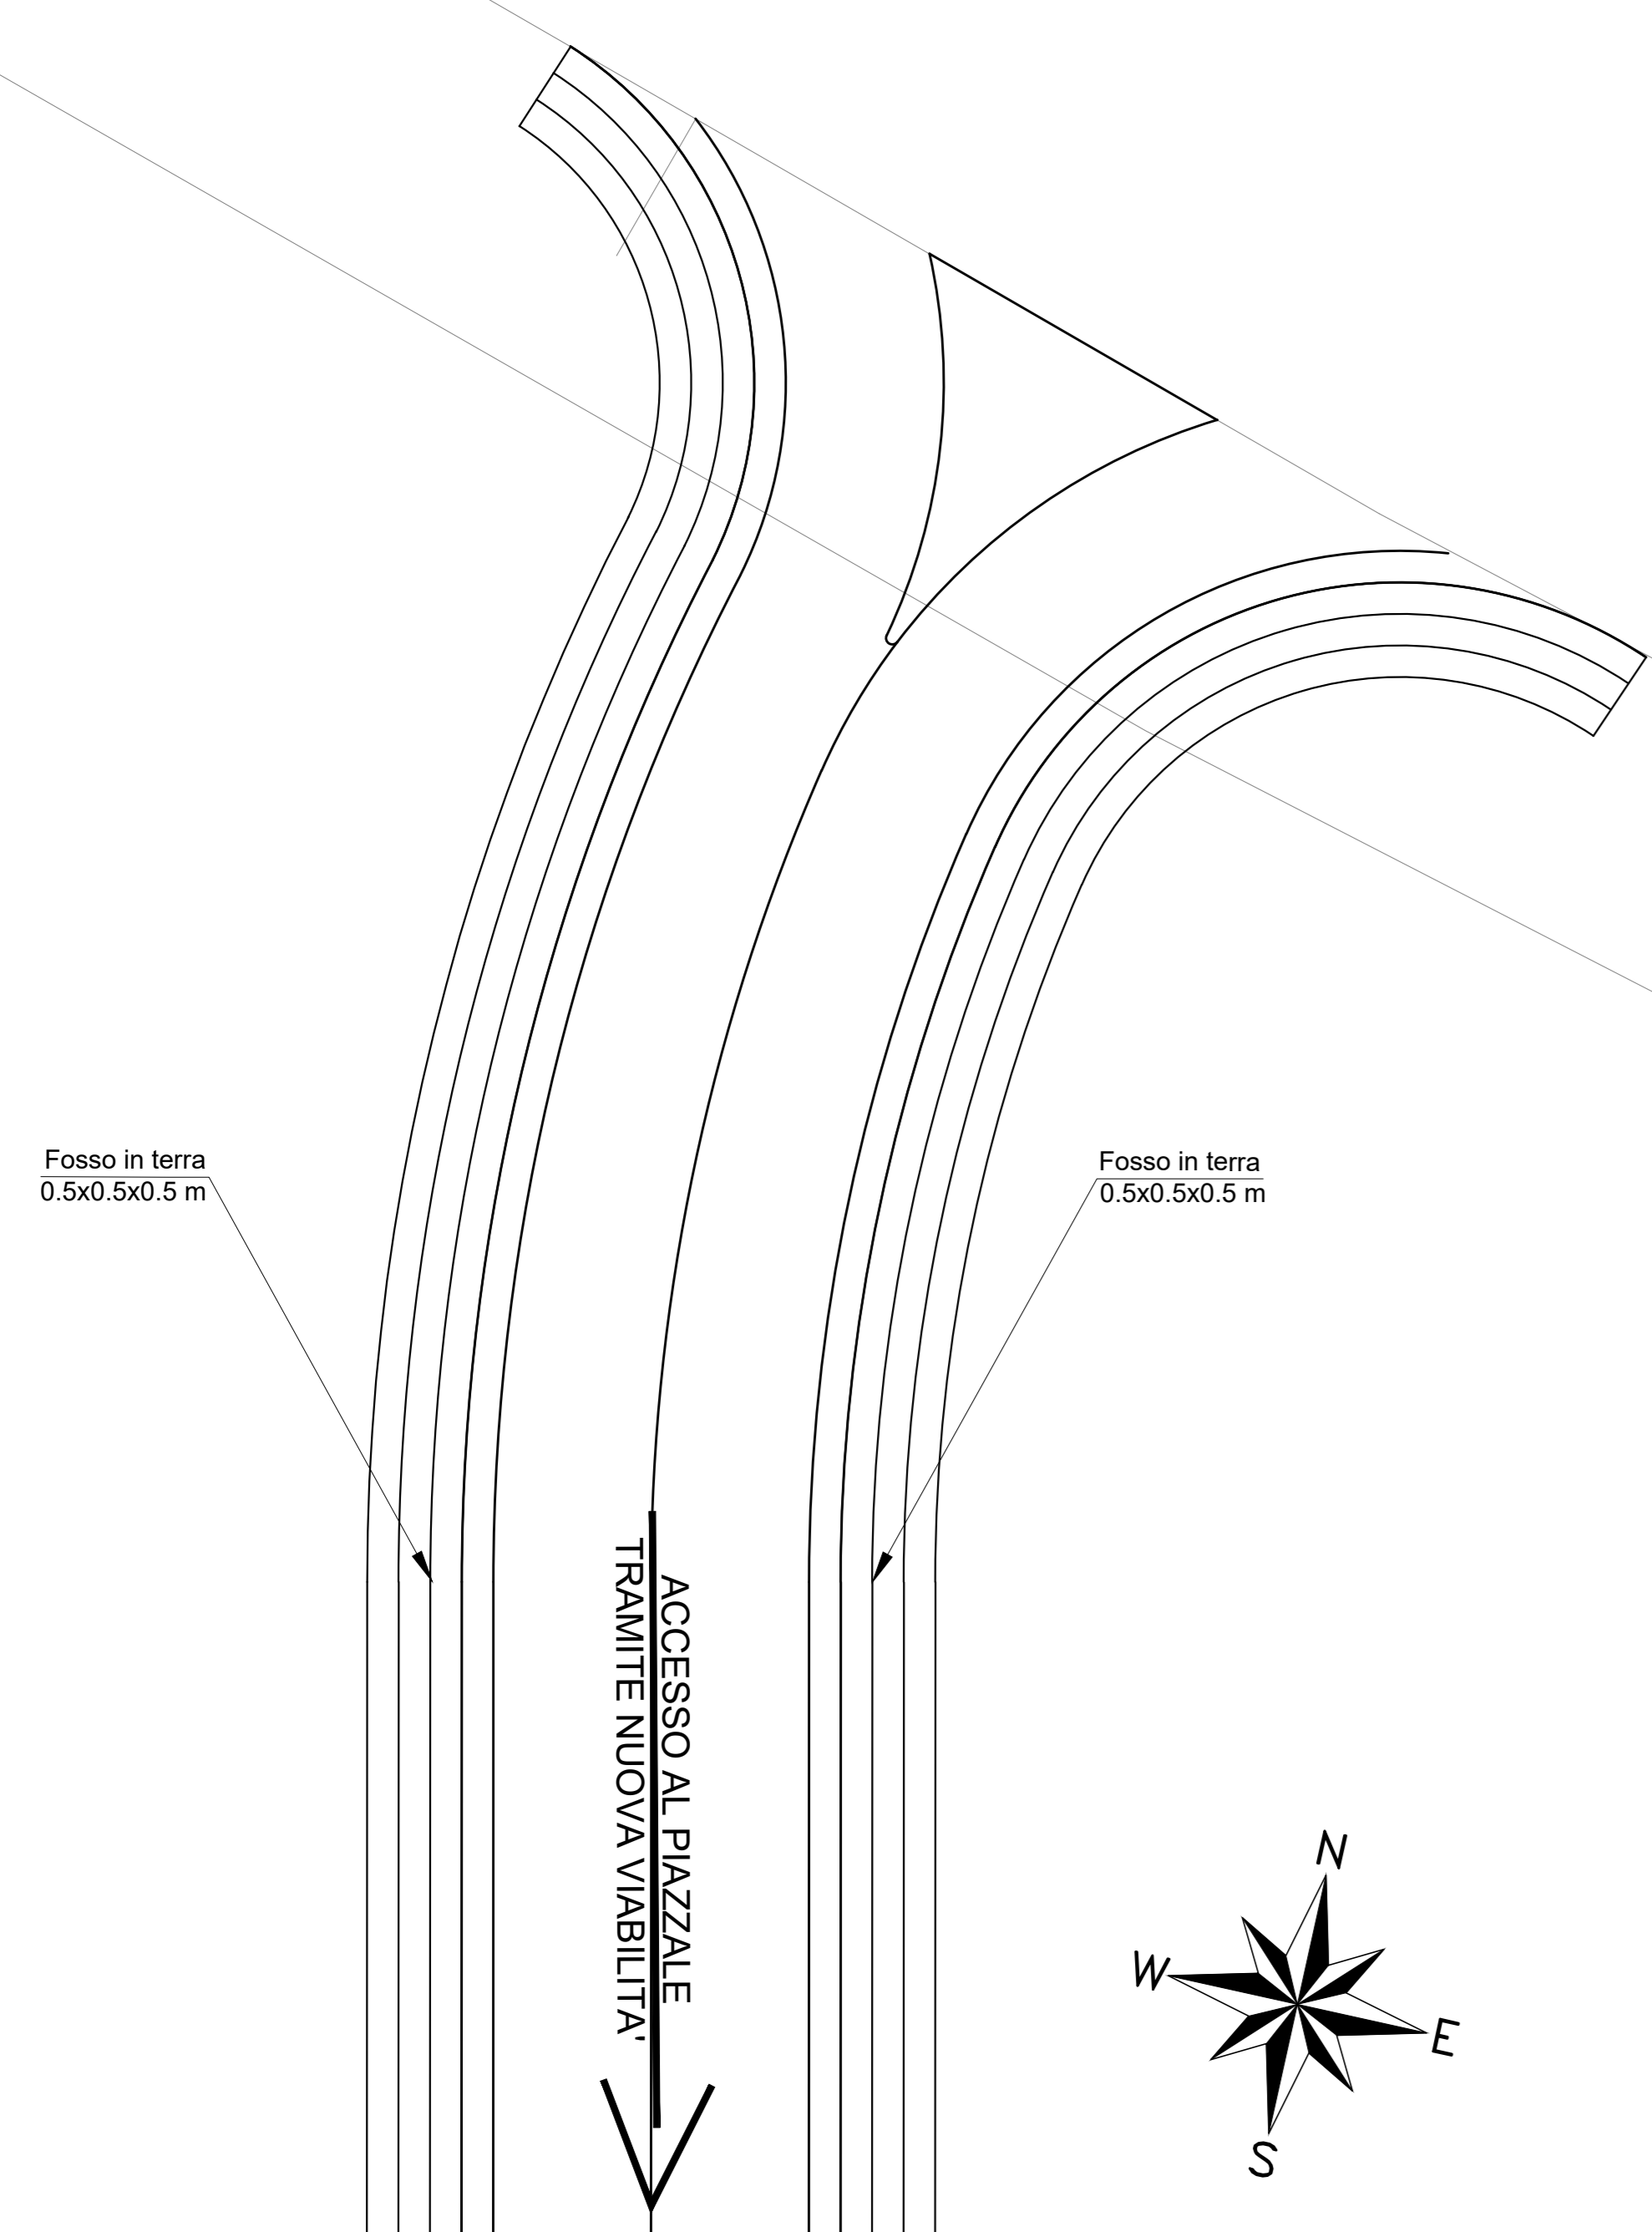 Fosso in terra
0.5x0.5x0.5 m
Fosso in terra
0.5x0.5x0.5 m
ACCESSO AL PIAZZALE
TRAMITE NUOVA VIABILITA'
N
W
E
S